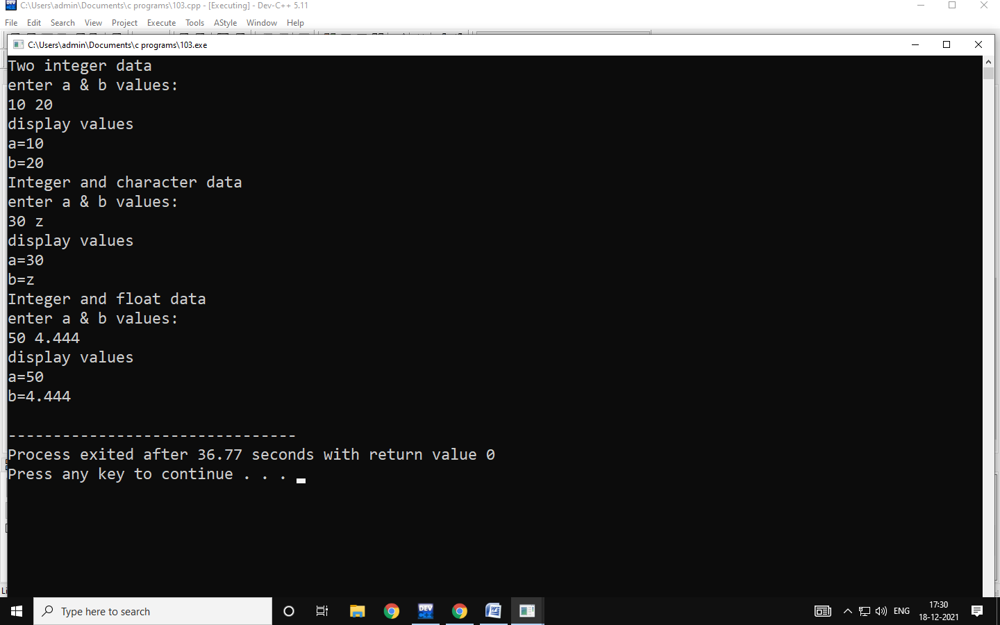 C:\Users\admin\Documents\c programs\103.cpp - [Executing] - Dev-C++ 5.11
File Edit Search View Project Execute Tools AStyle Window Help
C:\Users\admin\Documents\c programs\103.exe
Two integer data
enter a & b values:
10 20
display values
a=10
b=20
Integer and character data
enter a & b values:
30 z
display values
a=30
b=z
Integer and float data
enter a & b values:
50 4.444
display values
a=50
b=4.444
--------------------------------
Process exited after 36.77 seconds with return value 0
Press any key to continue . . .
Li
Type here to search
DEV
ENG
17:30
18-12-2021